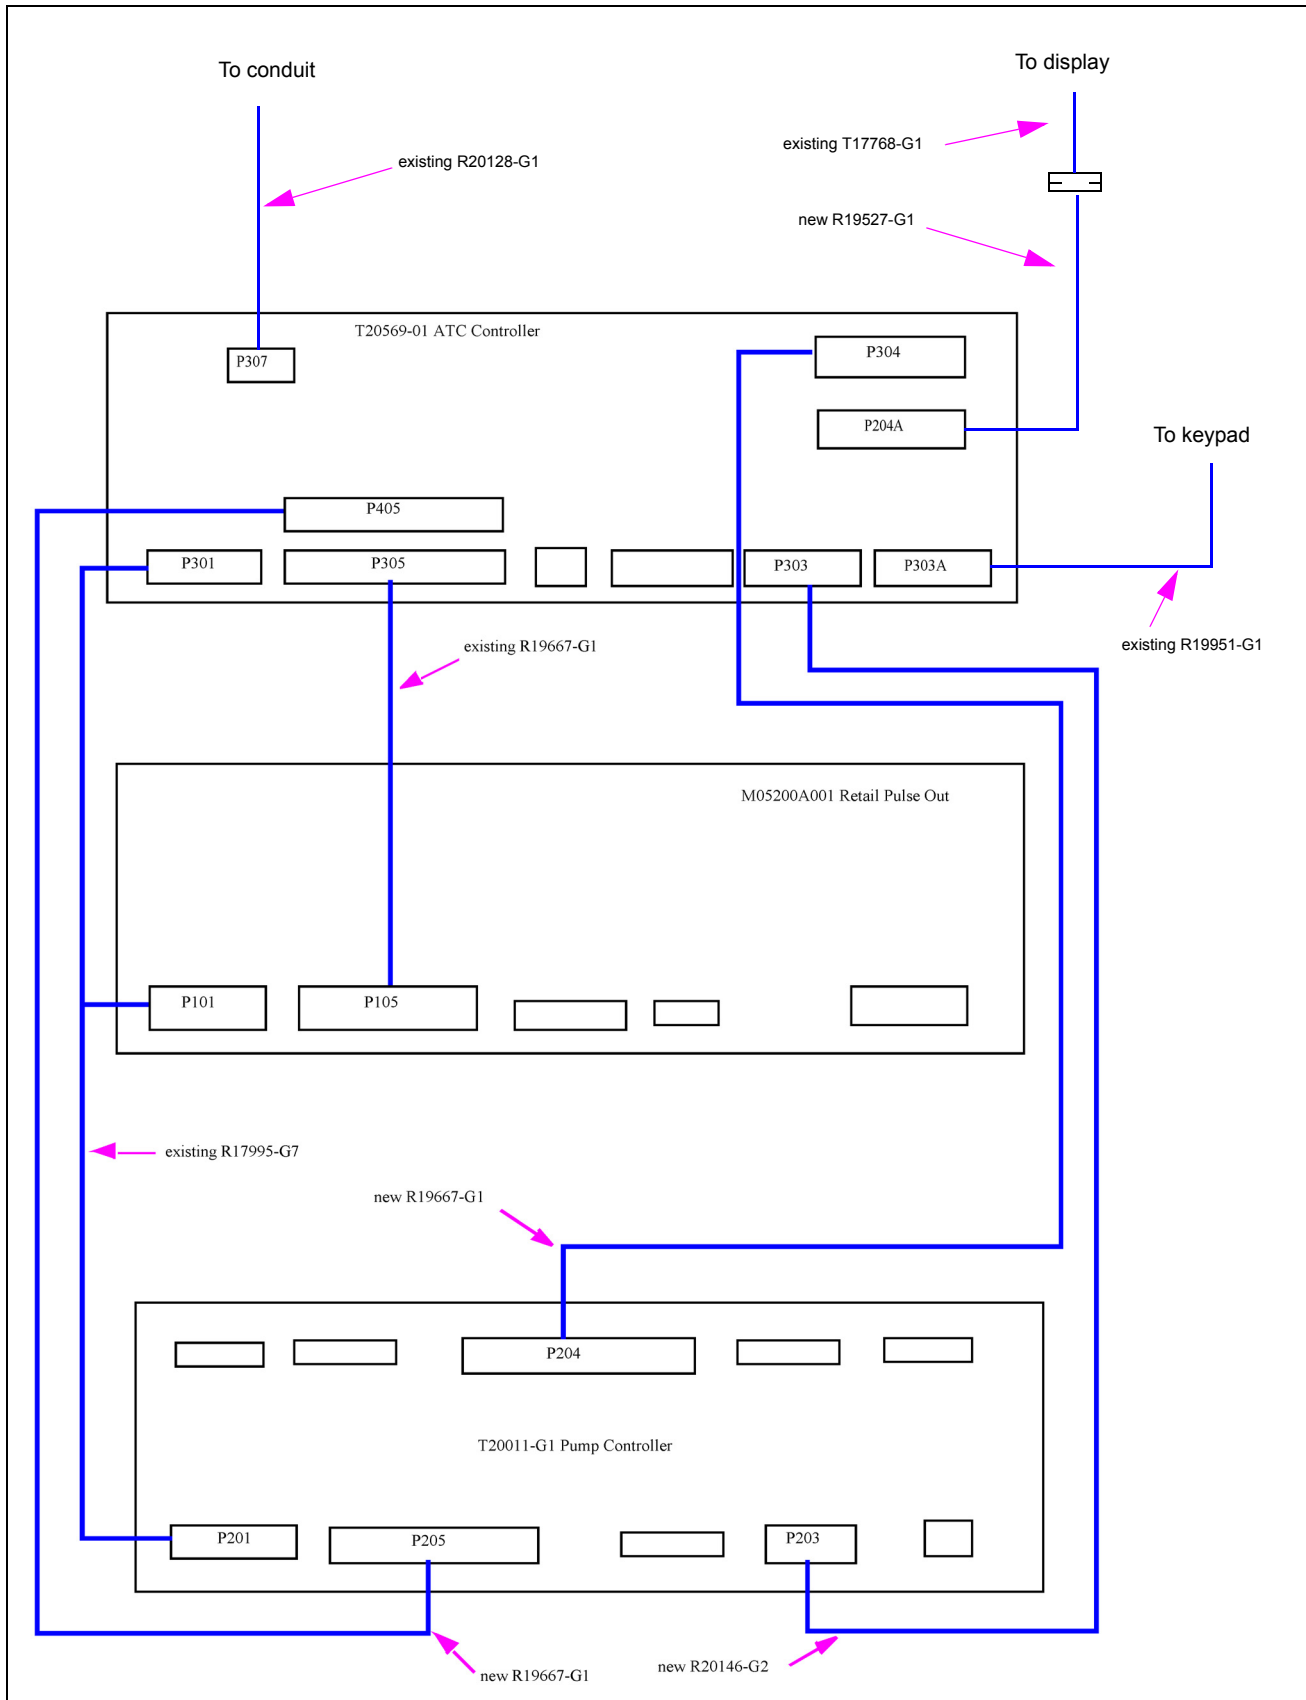 To conduit
To display
existing T17768-G1
existing R20128-G1
new R19527-G1
T20569-01 ATC Controller
P307
P304
P204A
To keypad
P405
P301
P305
P303
P303A
existing R19667-G1
existing R19951-G1
M05200A001 Retail Pulse Out
P101
P105
existing R17995-G7
new R19667-G1
P204
T20011-G1 Pump Controller
P201
P205
P203
new R19667-G1
new R20146-G2